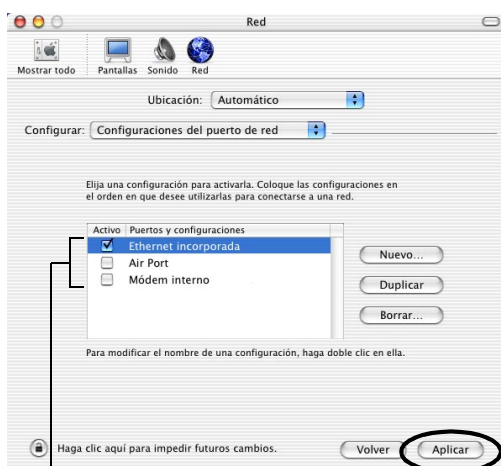 Red
Mostrar todo
Pantallas
Sonido
Red
Ubicación: Automático
Configurar: Configuraciones del puerto de red
Elija una configuración para activarla. Coloque las configuraciones en
el orden en que desee utilizarlas para conectarse a una red.
Activo Puertos y configuraciones
Ethernet incorporada
Air Port
Módem interno
Nuevo...
Duplicar
Borrar...
Para modificar el nombre de una configuración, haga doble clic en ella.
Haga clic aquí para impedir futuros cambios.
Volver
Aplicar